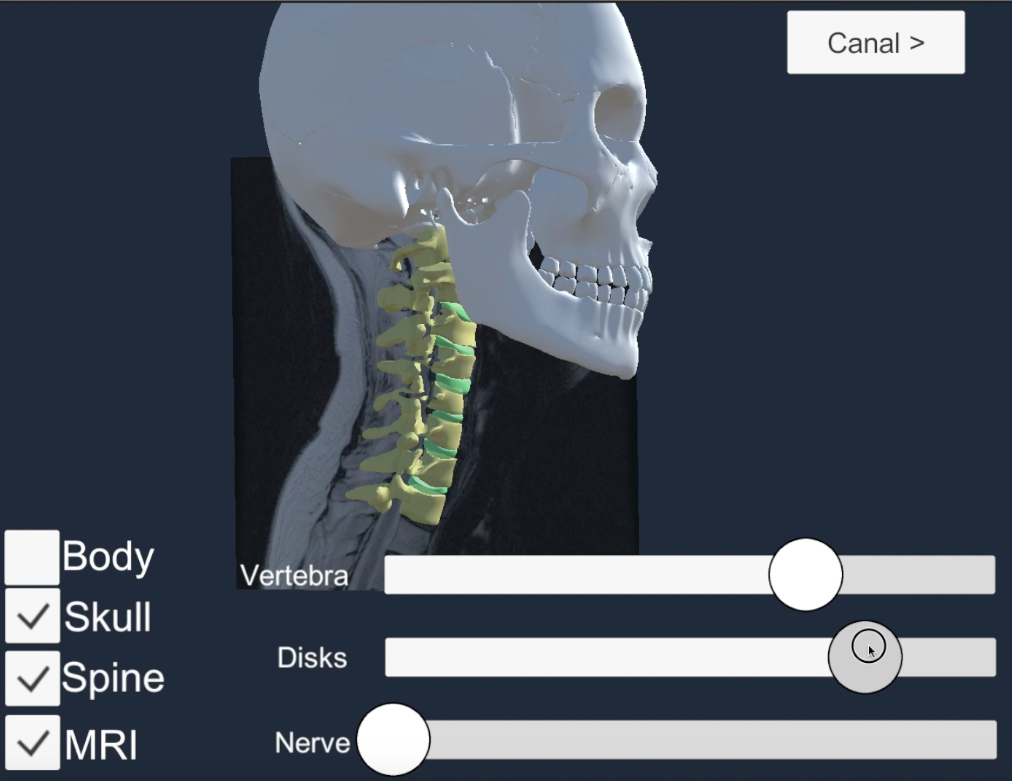 Canal >
Body
Skull
Spine
MRI
Vertebra
Disks
Nerve